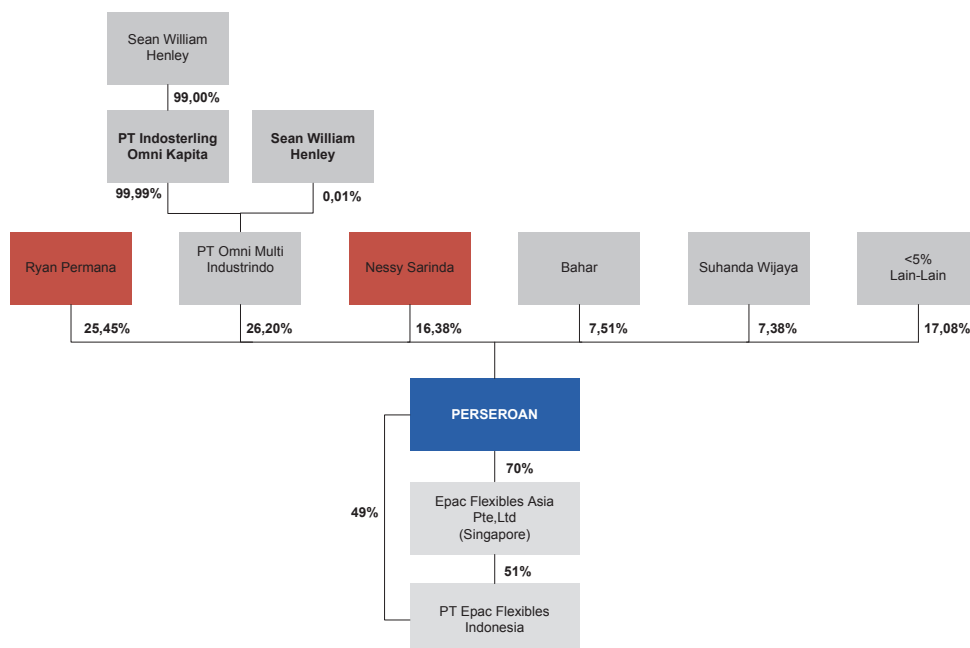 Sean William
Henley
99,00%
PT Indosterling
Omni Kapita
Sean William
Henley
99,99%
0,01%
Ryan Permana
PT Omni Multi
Industrindo
Nessy Sarinda
Bahar
Suhanda Wijaya
<5%
Lain-Lain
25,45%
26,20%
16,38%
7,51%
7,38%
17,08%
PERSEROAN
70%
49%
Epac Flexibles Asia
Pte,Ltd
(Singapore)
51%
PT Epac Flexibles
Indonesia